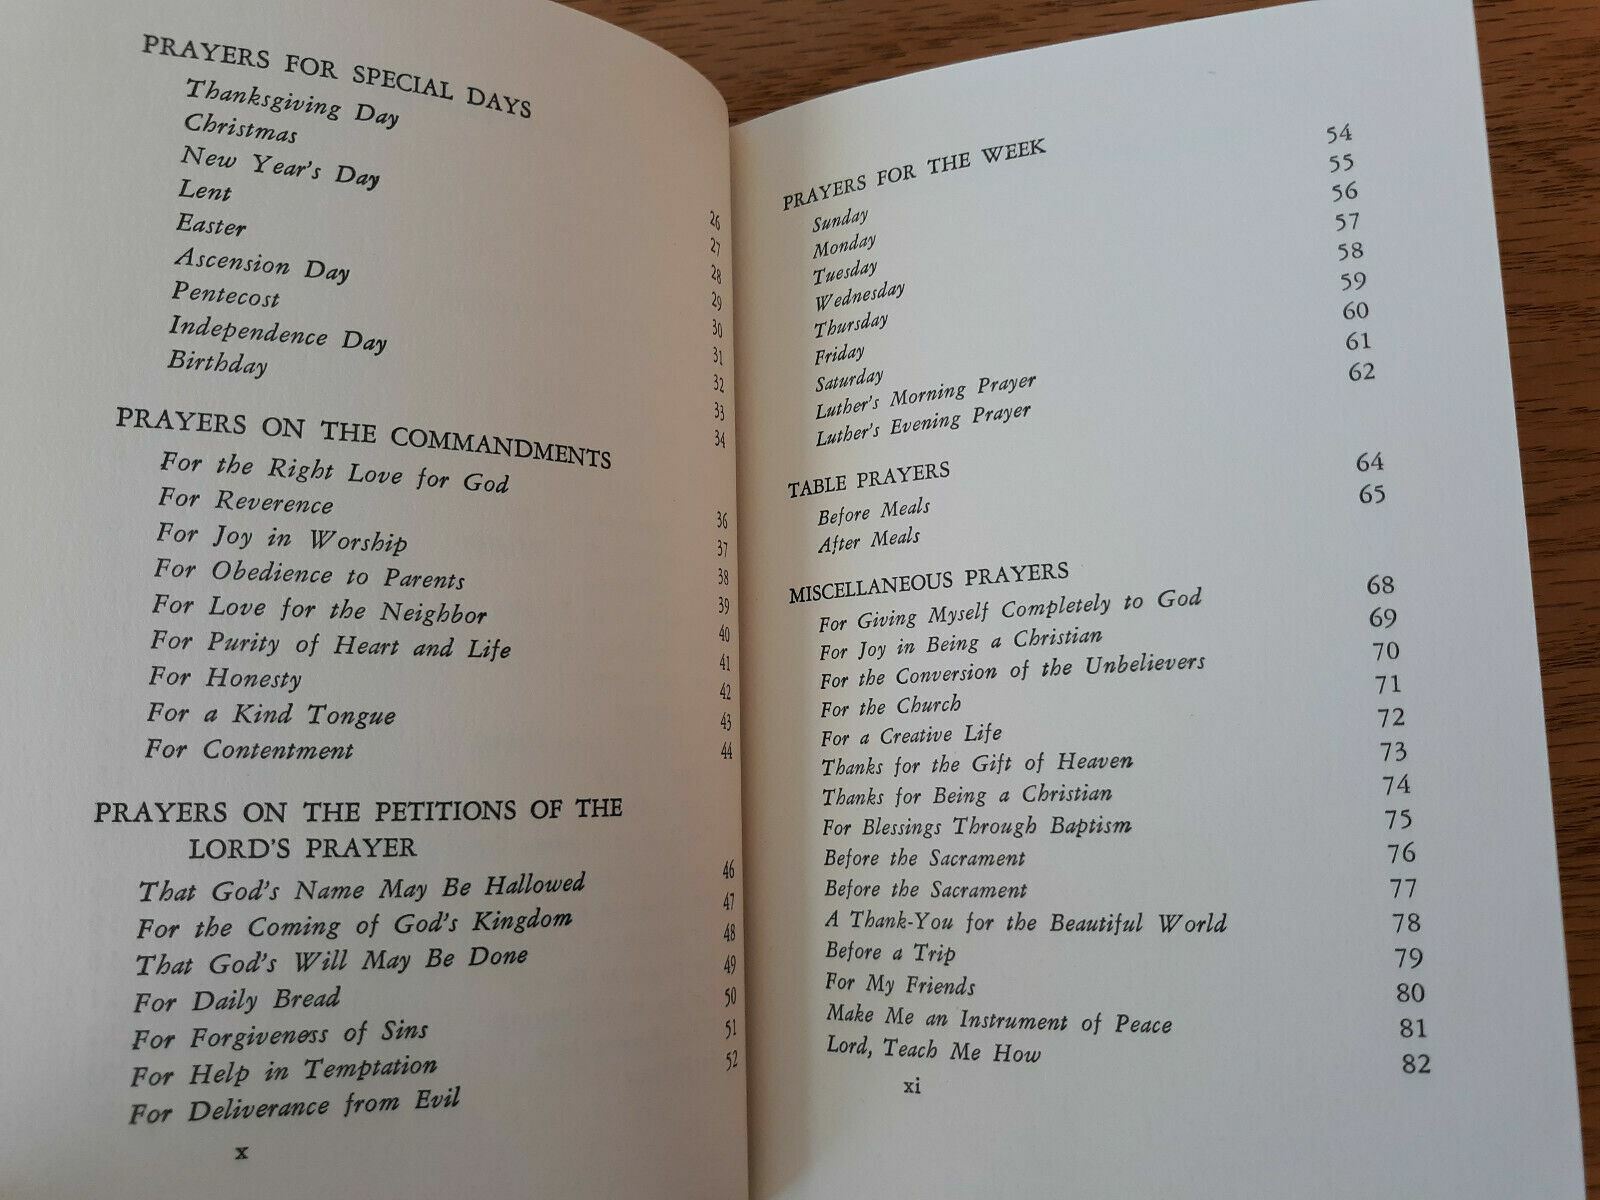 PRAYERS FOR SPECIAL DAYS
Thanksgiving Day 26
Christmas 27
New Year's Day 28
Lent 29
Easter 30
Ascension Day 31
Pentecost 32
Independence Day 33
Birthday 34
PRAYERS ON THE COMMANDMENTS
For the Right Love for God 36
For Reverence 37
For Joy in Worship 38
For Obedience to Parents 39
For Love for the Neighbor 40
For Purity of Heart and Life 41
For Honesty 42
For a Kind Tongue 43
For Contentment 44
PRAYERS ON THE PETITIONS OF THE
LORD'S PRAYER
That God's Name May Be Hallowed 46
For the Coming of God's Kingdom 47
That God's Will May Be Done 48
For Daily Bread 49
For Forgiveness of Sins 50
For Help in Temptation 51
For Deliverance from Evil 52
x
PRAYERS FOR THE WEEK
Sunday 54
Monday 55
Tuesday 56
Wednesday 57
Thursday 58
Friday 59
Saturday 60
Luther's Morning Prayer 61
Luther's Evening Prayer 62
TABLE PRAYERS
Before Meals 64
After Meals 65
MISCELLANEOUS PRAYERS
For Giving Myself Completely to God 68
For Joy in Being a Christian 69
For the Conversion of the Unbelievers 70
For the Church 71
For a Creative Life 72
Thanks for the Gift of Heaven 73
Thanks for Being a Christian 74
For Blessings Through Baptism 75
Before the Sacrament 76
Before the Sacrament 77
A Thank-You for the Beautiful World 78
Before a Trip 79
For My Friends 80
Make Me an Instrument of Peace 81
Lord, Teach Me How 82
xi